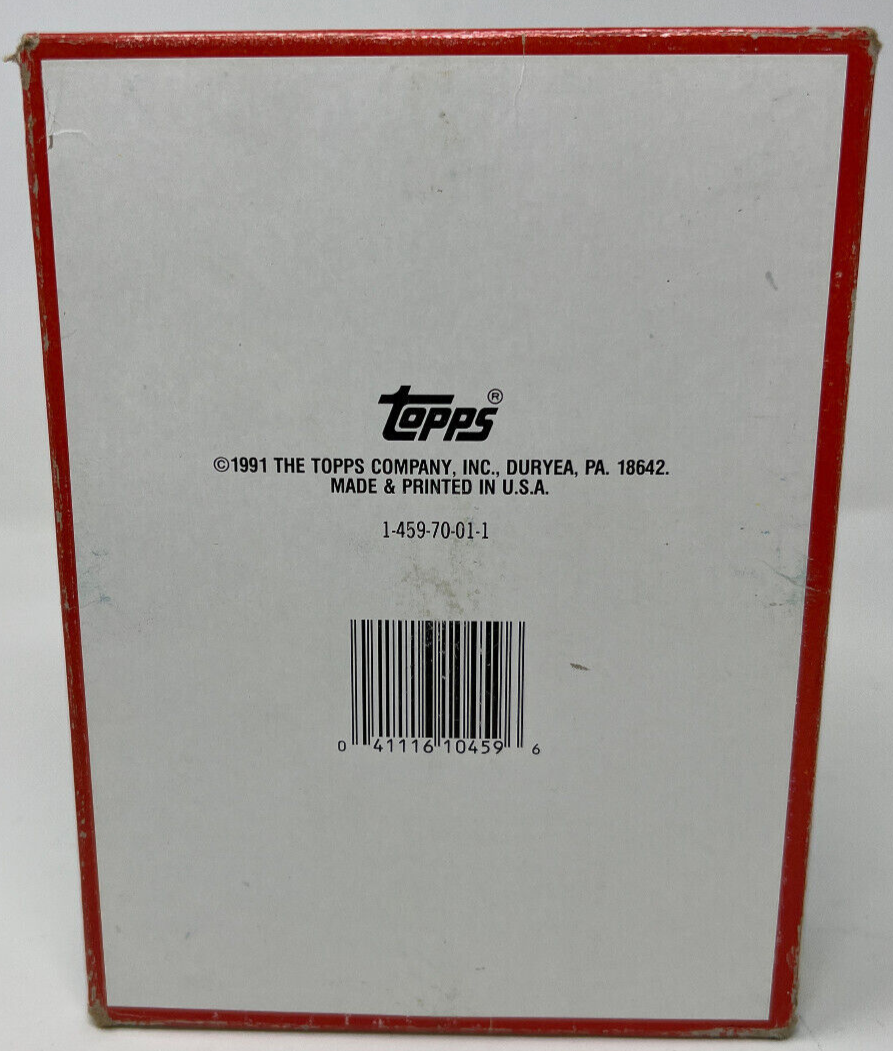 topps®
©1991 THE TOPPS COMPANY, INC., DURYEA, PA. 18642.
MADE & PRINTED IN U.S.A.
1-459-70-01-1
0 41116 10459 6